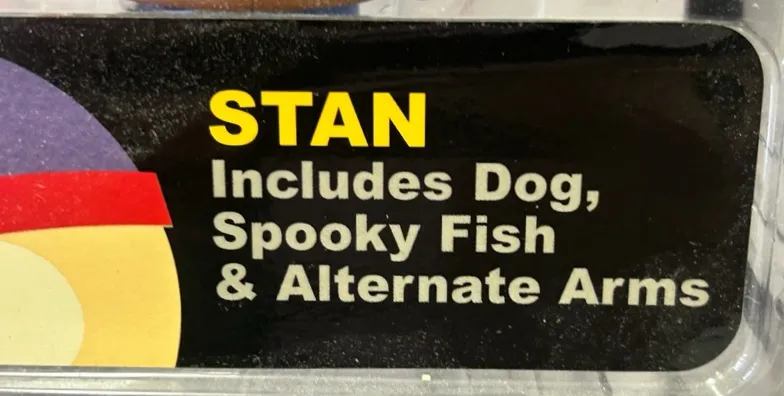 STAN
Includes Dog,
Spooky Fish
& Alternate Arms